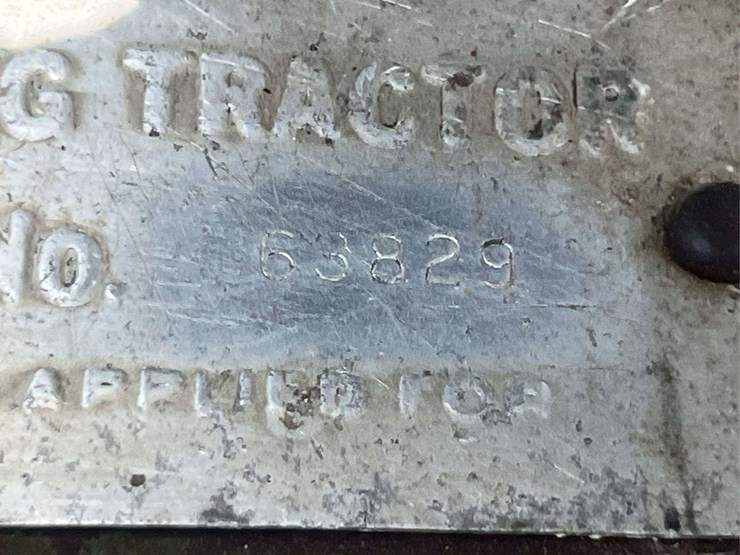 G TRACTOR
No. 63829
APPLIED FOR